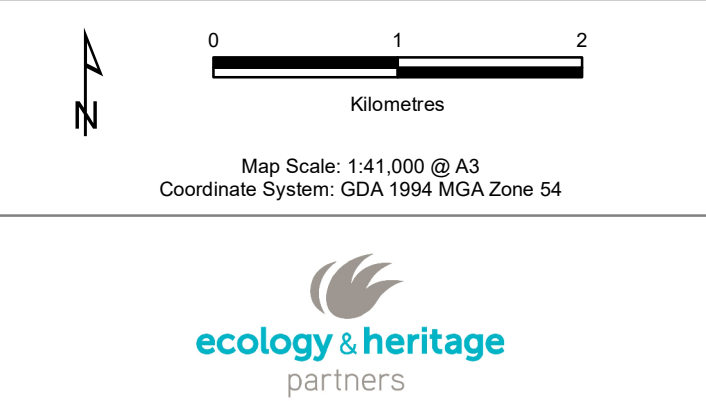 0 1 2
Kilometres
N
Map Scale: 1:41,000 @ A3
Coordinate System: GDA 1994 MGA Zone 54
ecology & heritage
partners